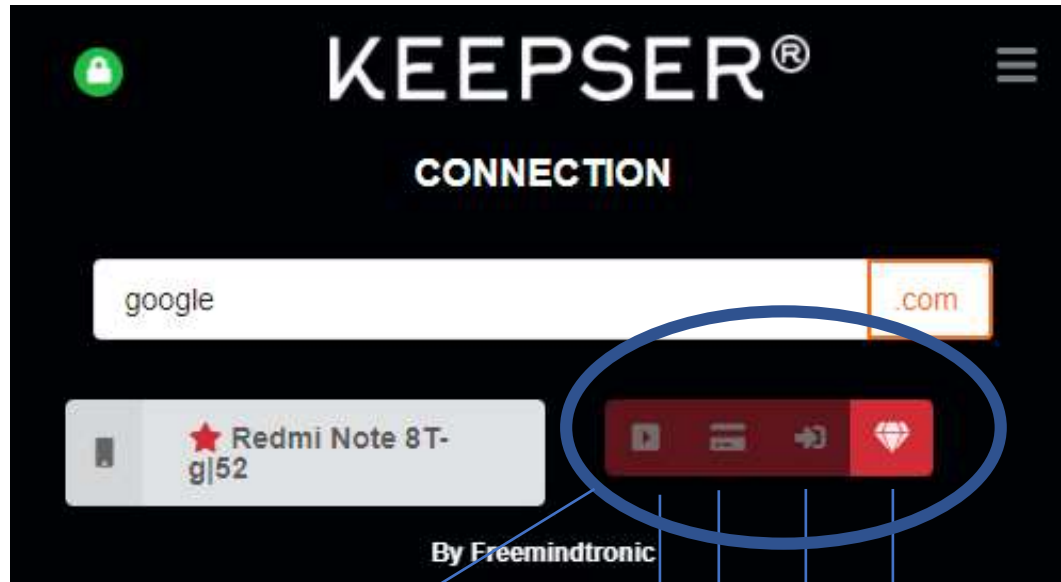 KEEPSER®
CONNECTION
google
.com
Redmi Note 8T-
g|52
By Freemindtronic